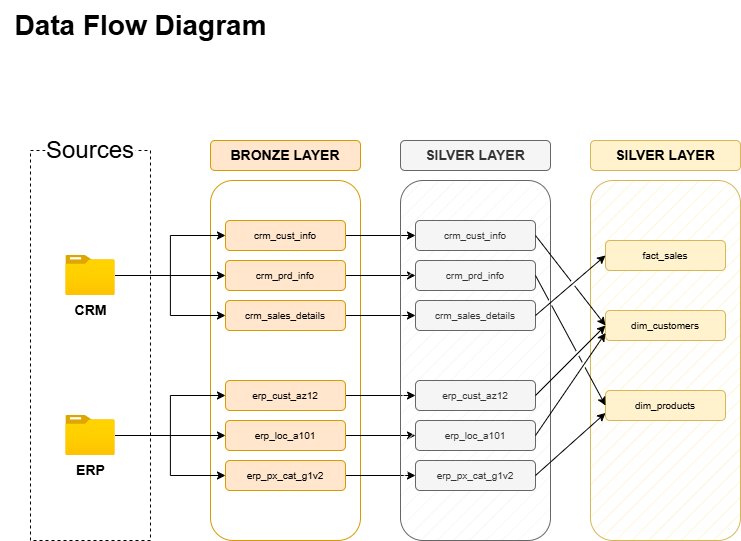 Data Flow Diagram
Sources
CRM
ERP
BRONZE LAYER
crm_cust_info
crm_prd_info
crm_sales_details
erp_cust_az12
erp_loc_a101
erp_px_cat_g1v2
SILVER LAYER
crm_cust_info
crm_prd_info
crm_sales_details
erp_cust_az12
erp_loc_a101
erp_px_cat_g1v2
SILVER LAYER
fact_sales
dim_customers
dim_products